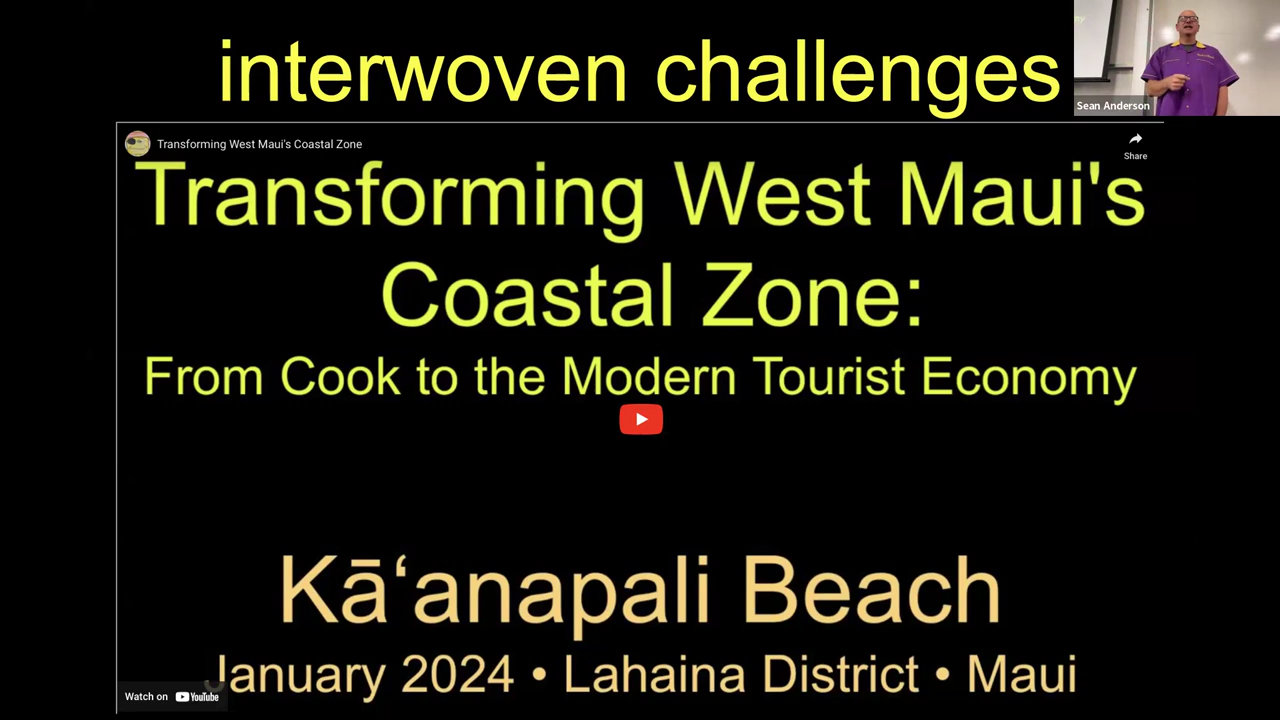 interwoven challenges
Sean Anderson
Transforming West Maui's Coastal Zone
Share
Transforming West Maui's
Coastal Zone:
From Cook to the Modern Tourist Economy
Kāʻanapali Beach
January 2024 • Lahaina District • Maui
Watch on YouTube